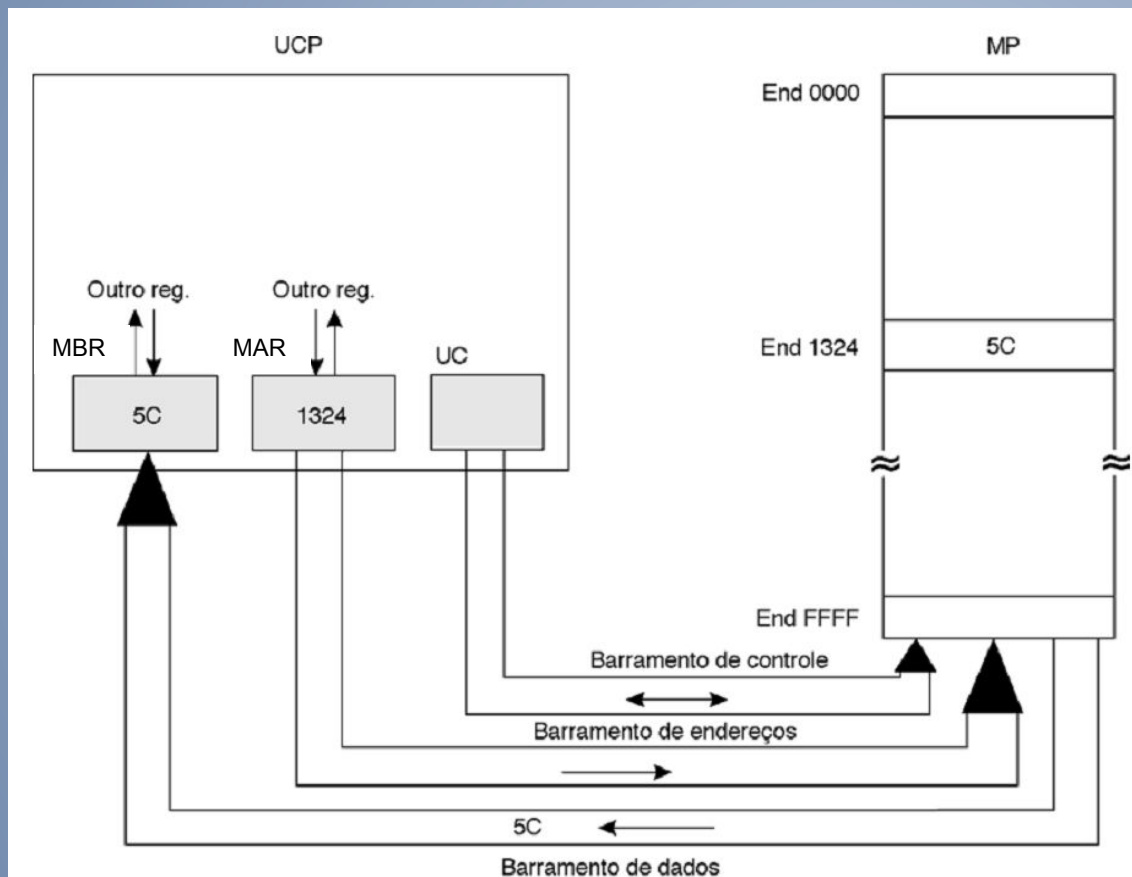 UCP
MP
End 0000
Outro reg.
Outro reg.
MBR
MAR
UC
End 1324
5C
5C
1324
End FFFF
Barramento de controle
Barramento de endereços
5C
Barramento de dados